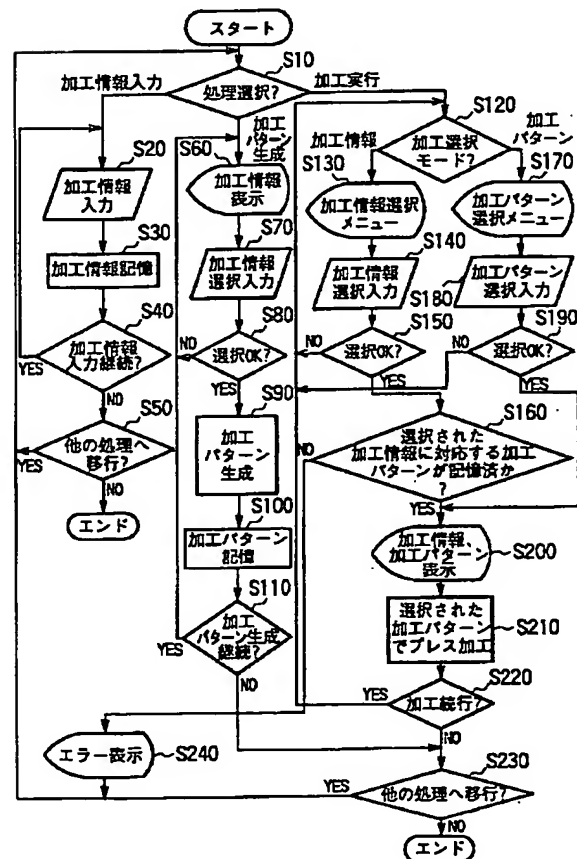 スタート
S10
加工情報入力
処理選択?
加工実行
S120
加工情報
加工選択
モード?
加工
パターン
S20
S60
加工
パターン
生成
S130
S170
加工情報
入力
加工情報
表示
加工情報選択
メニュー
加工パターン
選択メニュー
S30
S70
S140
加工情報記憶
加工情報
選択入力
加工情報
選択入力
S180
加工パターン
選択入力
S40
S80
S150
S190
加工情報
入力継続?
YES
NO
NO
選択OK?
YES
NO
選択OK?
YES
NO
選択OK?
YES
S50
S90
S160
他の処理へ
移行?
YES
NO
加工
パターン
生成
NO
選択された
加工情報に対応する加工
パターンが記憶済か
?
YES
エンド
S100
加工パターン
記憶
加工情報、
加工パターン
表示
S200
S110
加工
パターン生成
継続?
YES
NO
選択された
加工パターン
でプレス加工
S210
S220
YES
加工続行?
NO
エラー表示
S240
S230
YES
他の処理へ移行?
NO
エンド